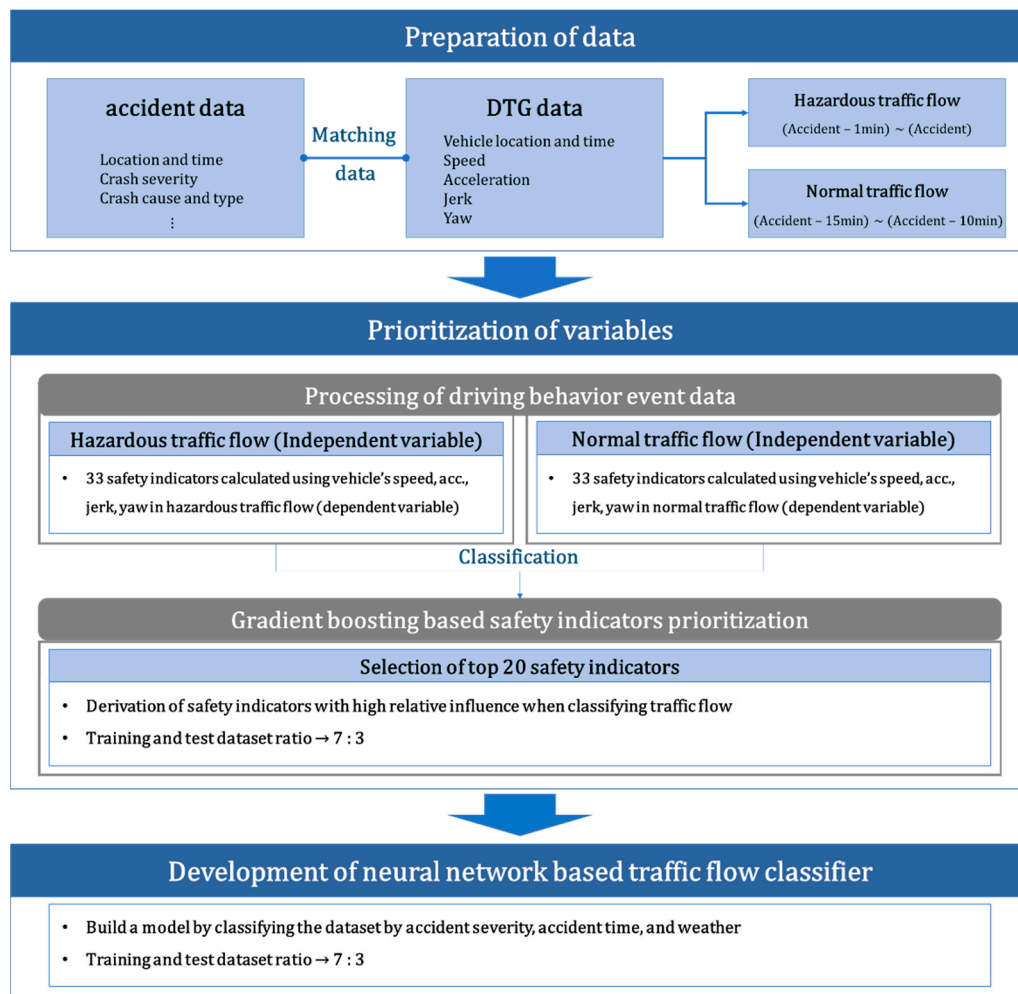 Preparation of data
accident data
Location and time
Crash severity
Crash cause and type
⋮
Matching
data
DTG data
Vehicle location and time
Speed
Acceleration
Jerk
Yaw
Hazardous traffic flow
(Accident – 1min) ~ (Accident)
Normal traffic flow
(Accident – 15min) ~ (Accident – 10min)
Prioritization of variables
Processing of driving behavior event data
Hazardous traffic flow (Independent variable)
• 33 safety indicators calculated using vehicle's speed, acc.,
jerk, yaw in hazardous traffic flow (dependent variable)
Normal traffic flow (Independent variable)
• 33 safety indicators calculated using vehicle's speed, acc.,
jerk, yaw in normal traffic flow (dependent variable)
Classification
Gradient boosting based safety indicators prioritization
Selection of top 20 safety indicators
• Derivation of safety indicators with high relative influence when classifying traffic flow
• Training and test dataset ratio → 7 : 3
Development of neural network based traffic flow classifier
• Build a model by classifying the dataset by accident severity, accident time, and weather
• Training and test dataset ratio → 7 : 3